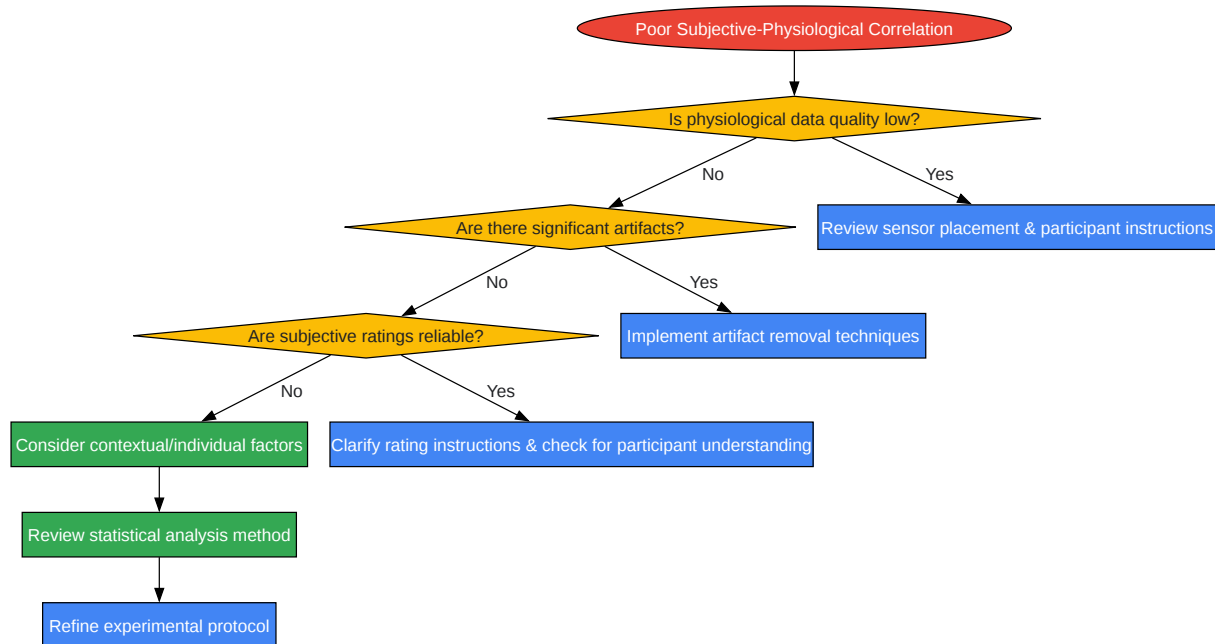 Poor Subjective-Physiological Correlation
Is physiological data quality low?
No
Yes
Are there significant artifacts?
Review sensor placement & participant instructions
No
Yes
Are subjective ratings reliable?
Implement artifact removal techniques
No
Yes
Consider contextual/individual factors
Clarify rating instructions & check for participant understanding
Review statistical analysis method
Refine experimental protocol